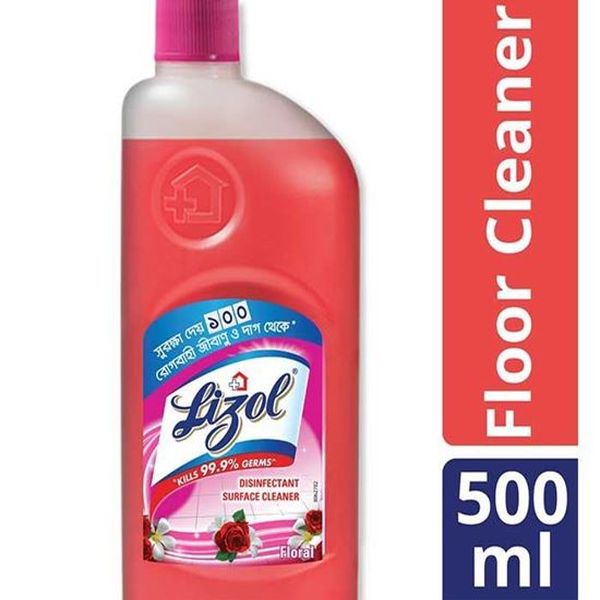 সুরক্ষা দেয় ১০০
রোগবাহী জীবাণু ও দাগ থেকে*
Lizol®
"KILLS 99.9% GERMS"
DISINFECTANT
SURFACE CLEANER
Floral
Floor Cleaner
500
ml